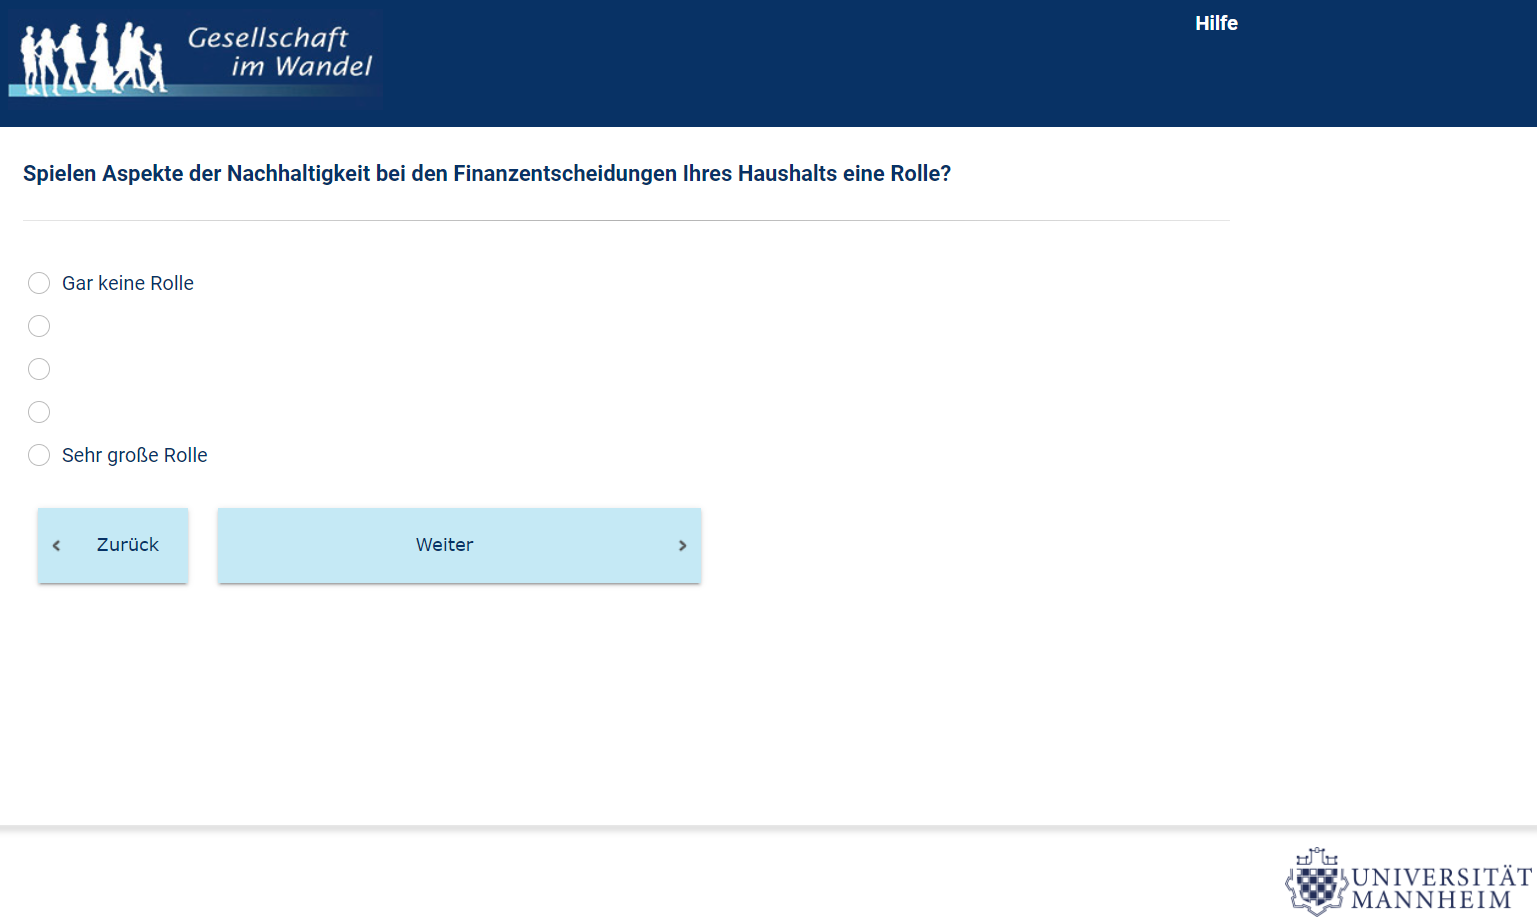 Gesellschaft
im Wandel
Hilfe
Spielen Aspekte der Nachhaltigkeit bei den Finanzentscheidungen Ihres Haushalts eine Rolle?
Gar keine Rolle
Sehr große Rolle
Zurück
Weiter
UNIVERSITÄT
MANNHEIM